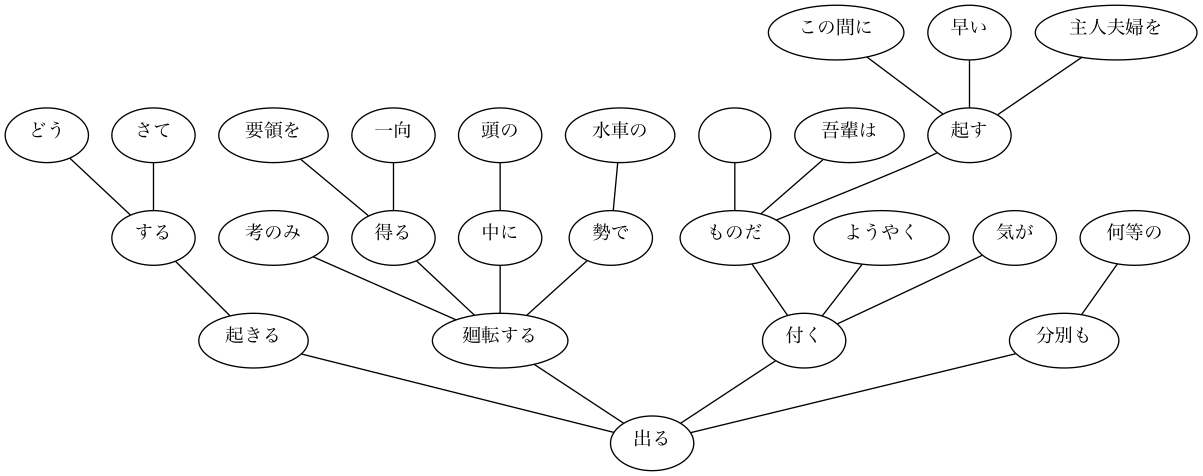 この間に
早い
主人夫婦を
どう
さて
要領を
一向
頭の
水車の
吾輩は
起す
する
考のみ
得る
中に
勢で
ものだ
ようやく
気が
何等の
起きる
廻転する
付く
分別も
出る